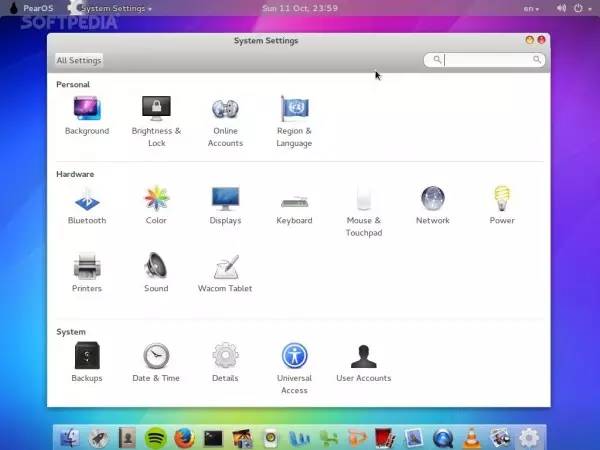 PearOS
System Settings
Sun 11 Oct, 23:59
en
SOFTPEDIA
System Settings
All Settings
Personal
Background
Brightness &
Lock
Online
Accounts
Region &
Language
Hardware
Bluetooth
Color
Displays
Keyboard
Mouse &
Touchpad
Network
Power
Printers
Sound
Wacom Tablet
System
Backups
Date & Time
Details
Universal
Access
User Accounts